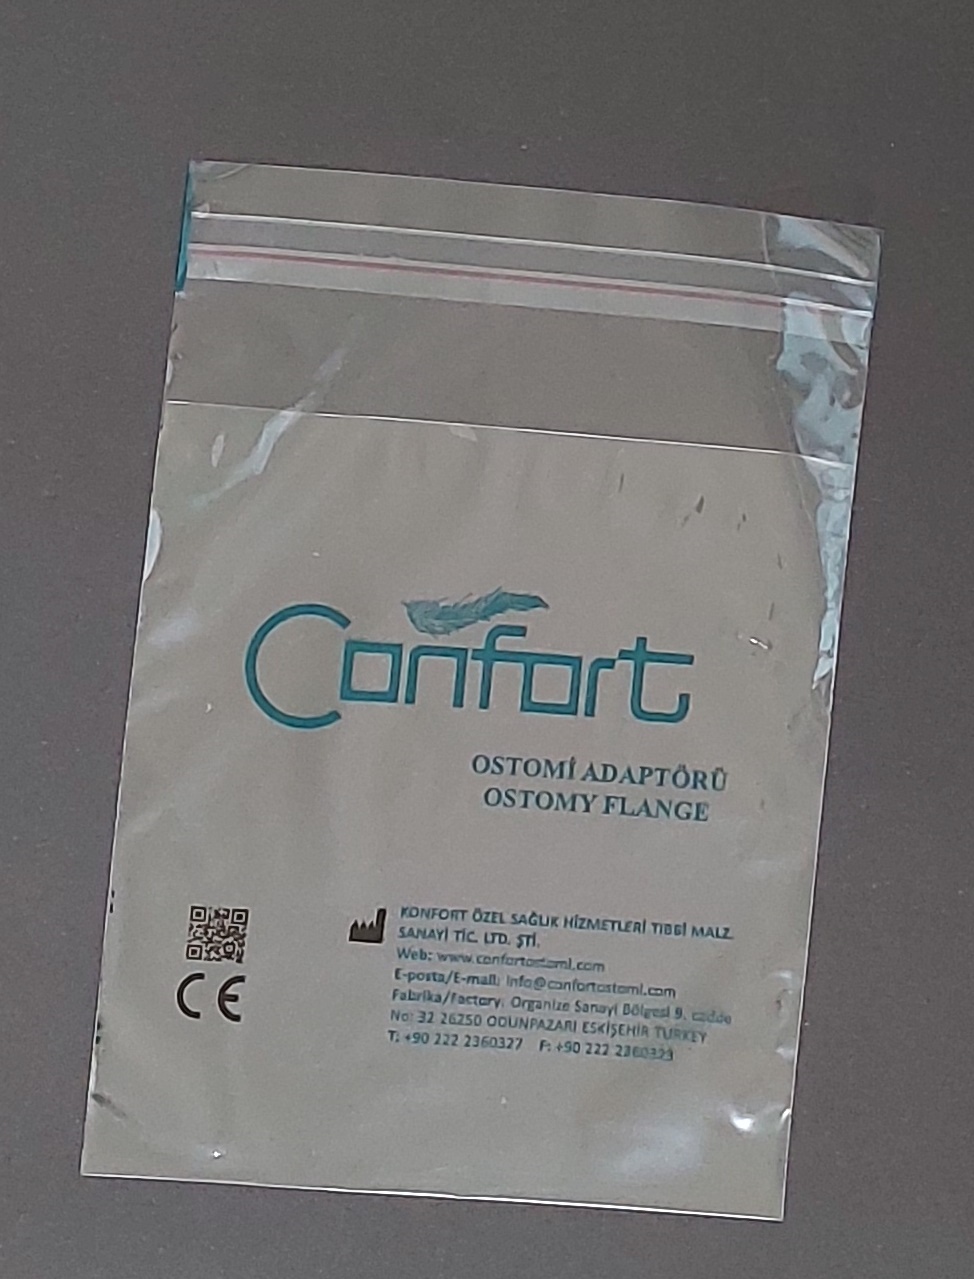 Confort
OSTOMİ ADAPTÖRÜ
OSTOMY FLANGE
KONFORT ÖZEL SAĞLIK HİZMETLERİ TIBBİ MALZ.
SANAYİ TİC. LTD. ŞTİ.
Web: www.confortostomi.com
E-posta/E-mail: info@confortostomi.com
Fabrika/Factory: Organize Sanayi Bölgesi 9. cadde
No: 32 26250 ODUNPAZARI ESKİŞEHİR TURKEY
T: +90 222 2360327 F: +90 222 2360323
CE